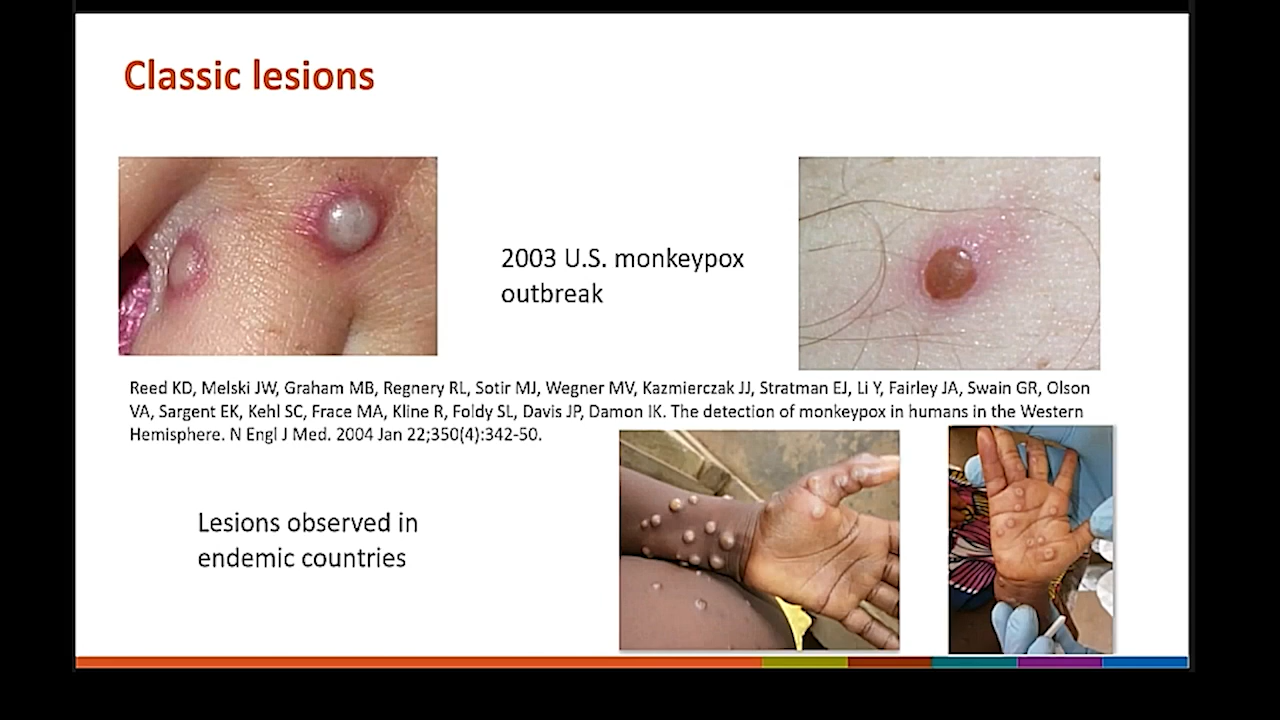 Classic lesions
2003 U.S. monkeypox
outbreak
Reed KD, Melski JW, Graham MB, Regnery RL, Sotir MJ, Wegner MV, Kazmierczak JJ, Stratman EJ, Li Y, Fairley JA, Swain GR, Olson
VA, Sargent EK, Kehl SC, Frace MA, Kline R, Foldy SL, Davis JP, Damon IK. The detection of monkeypox in humans in the Western
Hemisphere. N Engl J Med. 2004 Jan 22;350(4):342-50.
Lesions observed in
endemic countries